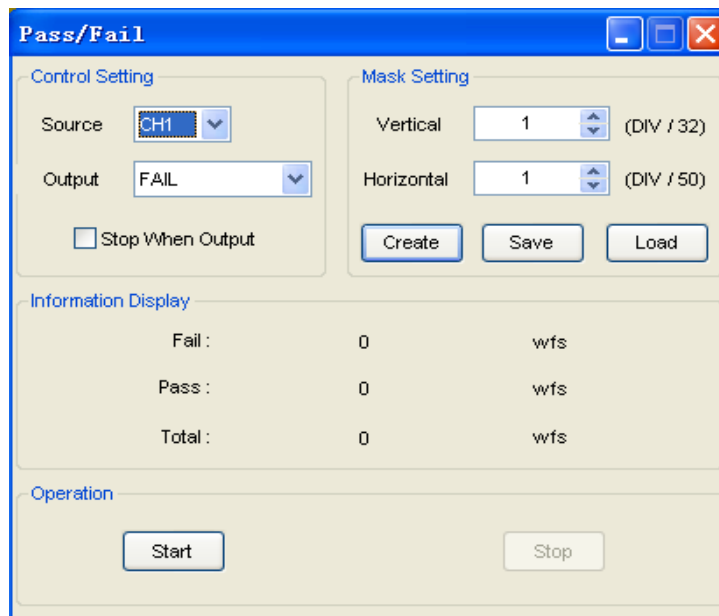 Pass/Fail
Control Setting
Source CH1
Output FAIL
Stop When Output
Mask Setting
Vertical 1 (DIV / 32)
Horizontal 1 (DIV / 50)
Create Save Load
Information Display
Fail : 0 wfs
Pass : 0 wfs
Total : 0 wfs
Operation
Start Stop